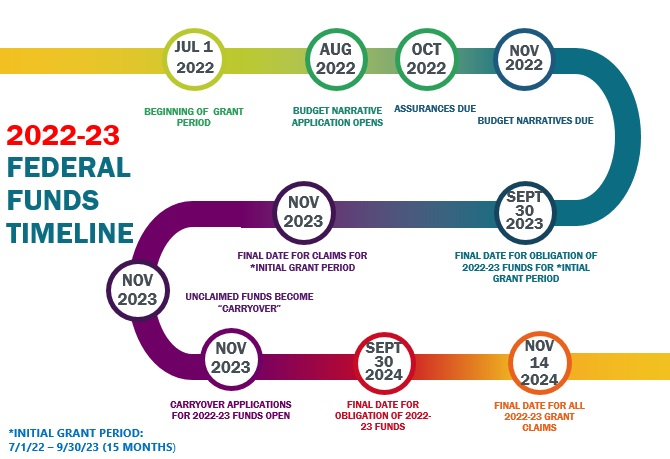 JUL 1
2022
AUG
2022
OCT
2022
NOV
2022
BEGINNING OF GRANT
PERIOD
BUDGET NARRATIVE
APPLICATION OPENS
ASSURANCES DUE
BUDGET NARRATIVES DUE
2022-23
FEDERAL
FUNDS
TIMELINE
NOV
2023
SEPT
30
2023
FINAL DATE FOR CLAIMS FOR
*INITIAL GRANT PERIOD
FINAL DATE FOR OBLIGATION OF
2022-23 FUNDS FOR *INTIAL
GRANT PERIOD
NOV
2023
UNCLAIMED FUNDS BECOME
“CARRYOVER”
NOV
2023
SEPT
30
2024
NOV
14
2024
CARRYOVER APPLICATIONS
FOR 2022-23 FUNDS OPEN
FINAL DATE FOR
OBLIGATION OF 2022-
23 FUNDS
FINAL DATE FOR ALL
2022-23 GRANT
CLAIMS
*INITIAL GRANT PERIOD:
7/1/22 – 9/30/23 (15 MONTHS)